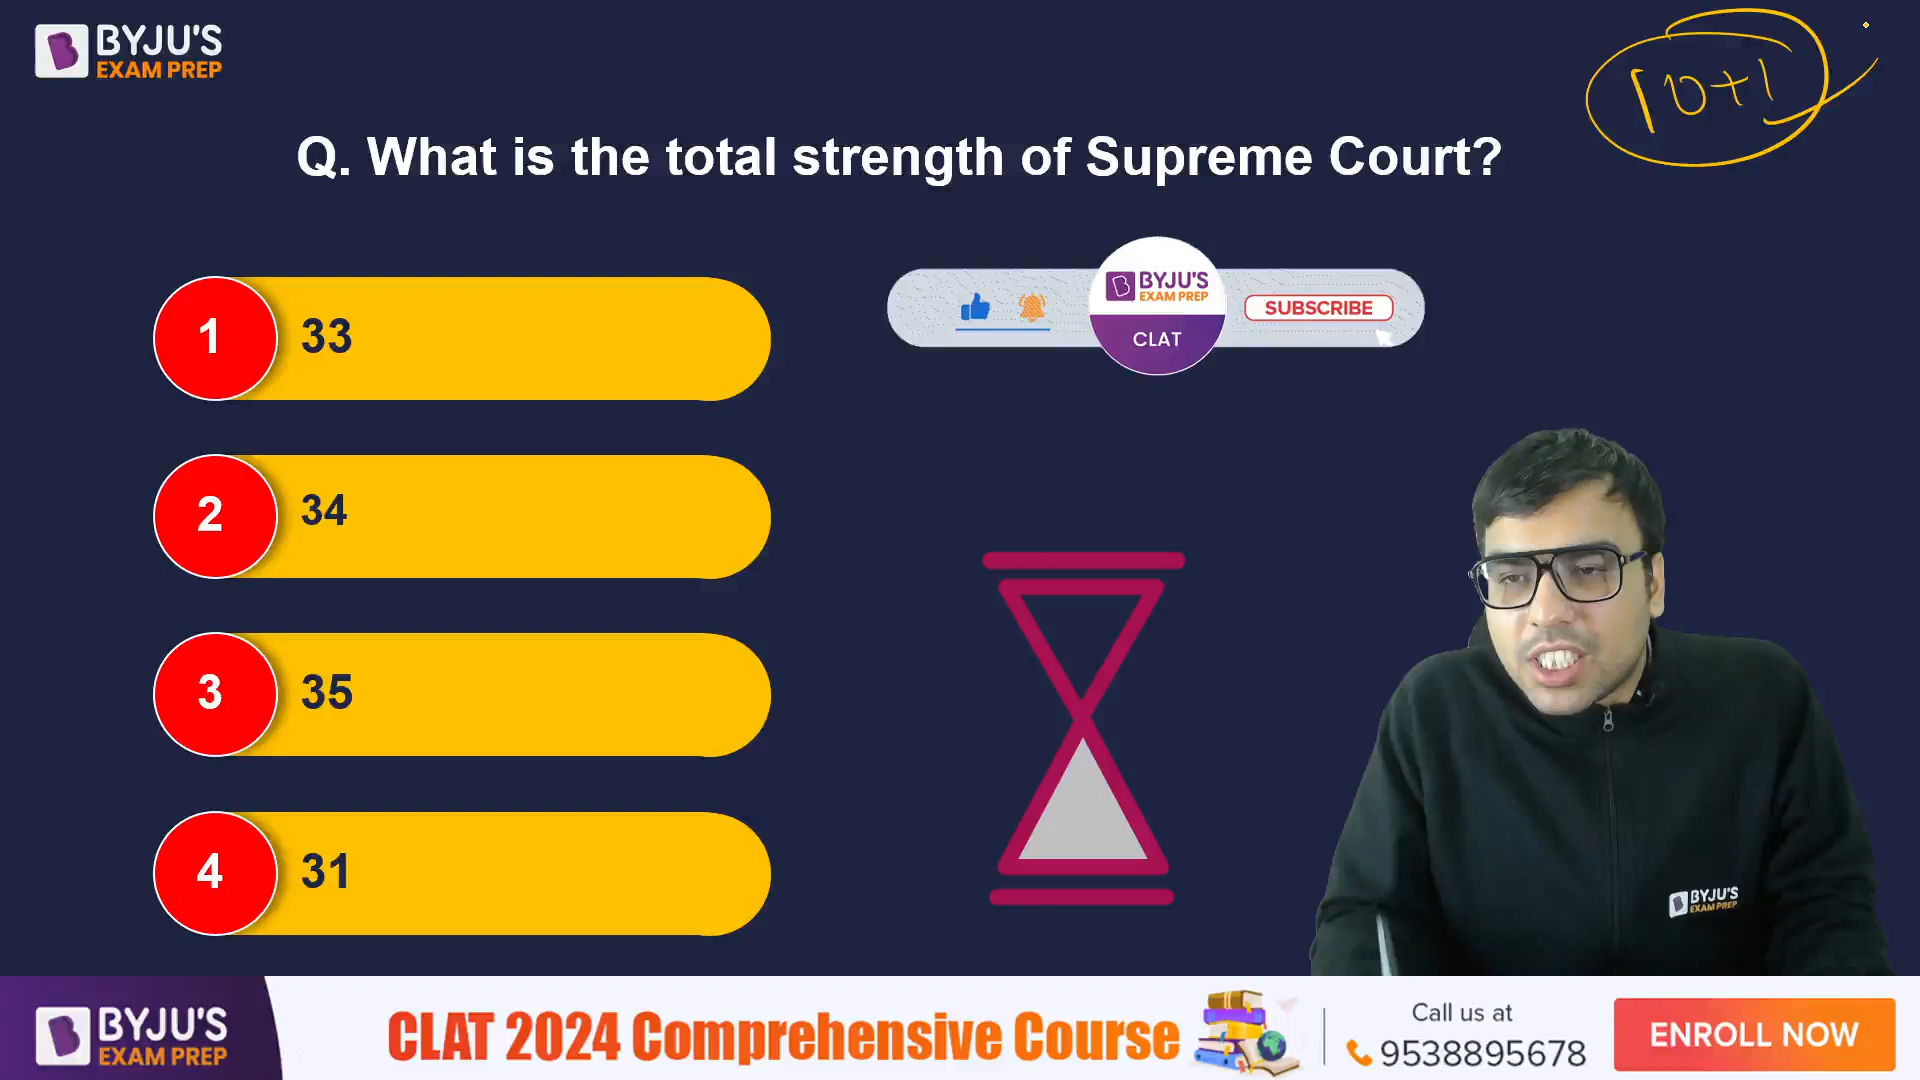 BYJU'S
EXAM PREP
10+1
Q. What is the total strength of Supreme Court?
1 33
BYJU'S
EXAM PREP
CLAT
SUBSCRIBE
2 34
3 35
4 31
BYJU'S
EXAM PREP
BYJU'S
EXAM PREP
CLAT 2024 Comprehensive Course
Call us at
9538895678
ENROLL NOW